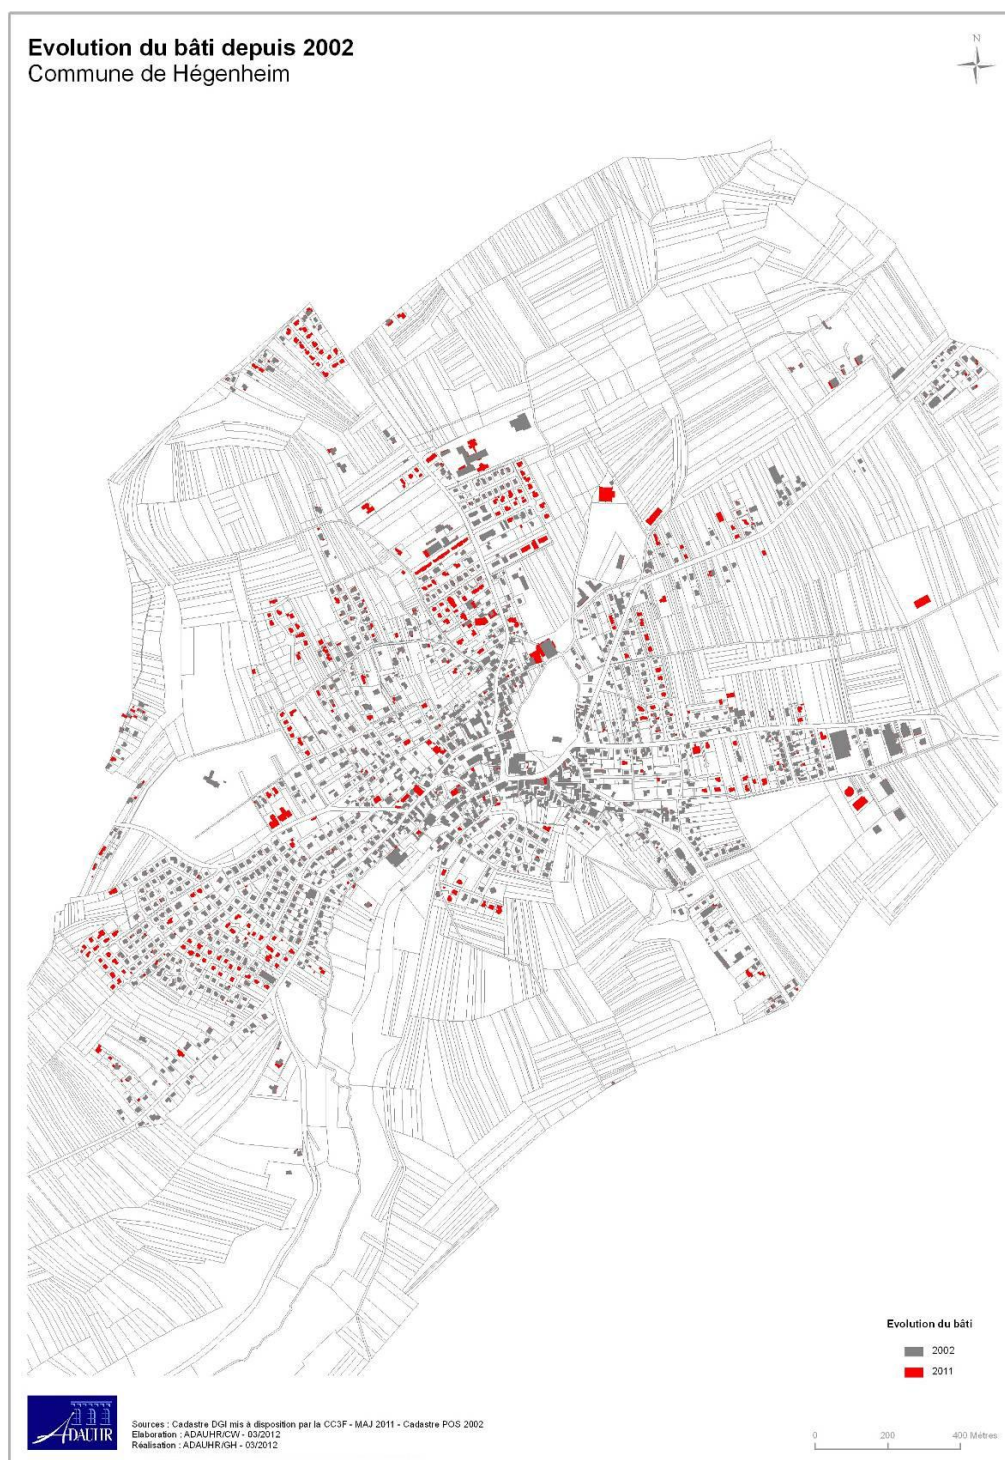 Evolution du bâti depuis 2002
Commune de Hégenheim
N
Evolution du bâti
2002
2011
ADAUHR
Sources : Cadastre DGI mis à disposition par la CC3F - MAJ 2011 - Cadastre POS 2002
Elaboration : ADAUHR/CW - 03/2012
Réalisation : ADAUHR/GH - 03/2012
0 200 400 Mètres